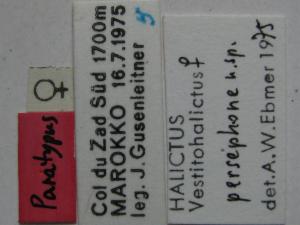 Paratypus
♀
Col du Zad Süd 1700m
MAROKKO 16.7.1975
leg. J. Gusenleitner
5
HALICTUS
Vestitohalictus ♀
persephone n.sp.
det. A.W. Ebmer 1975